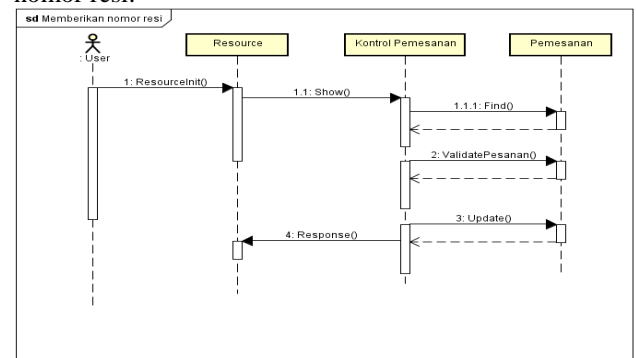 nomor resi.
sd Memberikan nomor resi
Resource
Kontrol Pemesanan
Pemesanan
: User
1: ResourceInit()
1.1: Show()
1.1.1: Find()
2: ValidatePesanan()
3: Update()
4: Response()